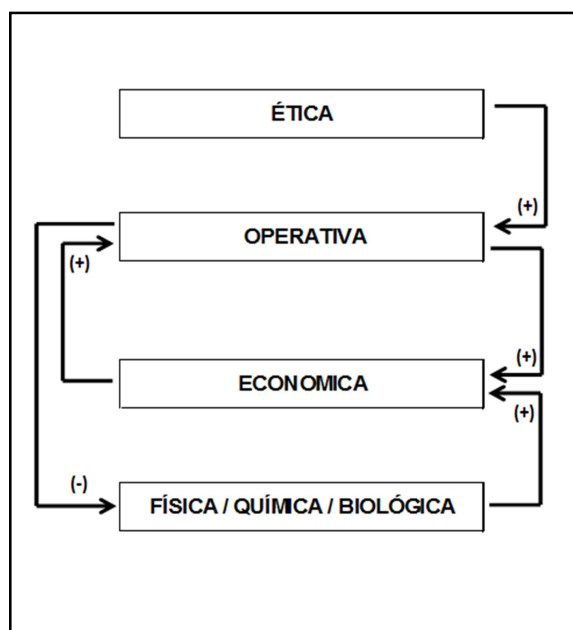 ÉTICA
(+)
OPERATIVA
(+)
(+)
ECONOMICA
(+)
(-)
FÍSICA / QUÍMICA / BIOLÓGICA